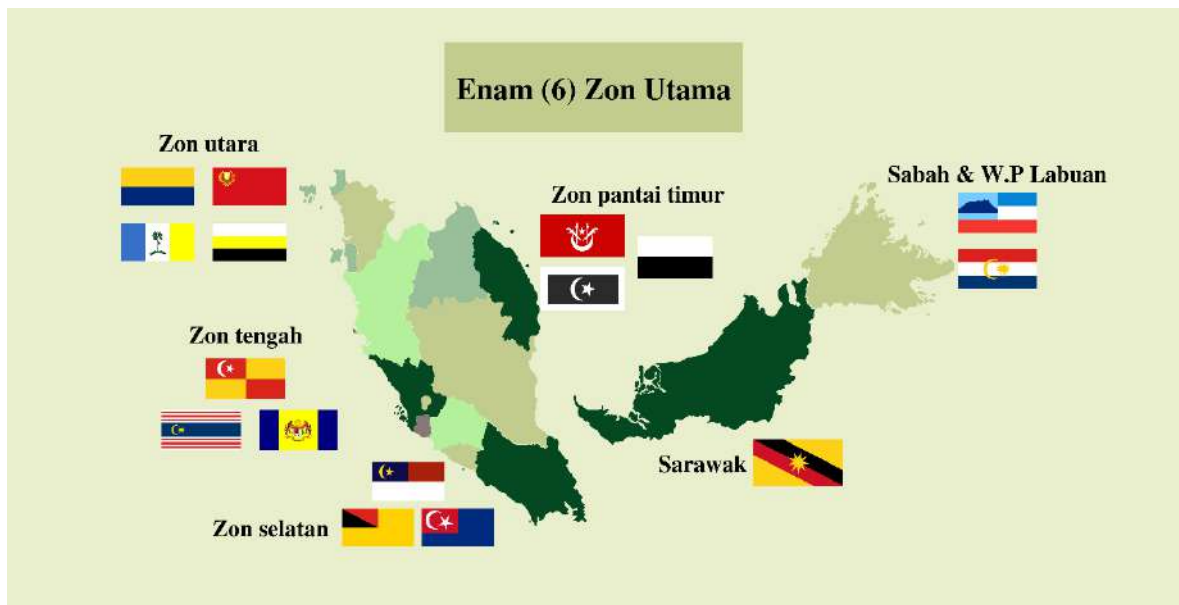 Enam (6) Zon Utama
Zon utara
Zon pantai timur
Sabah & W.P Labuan
Zon tengah
Sarawak
Zon selatan